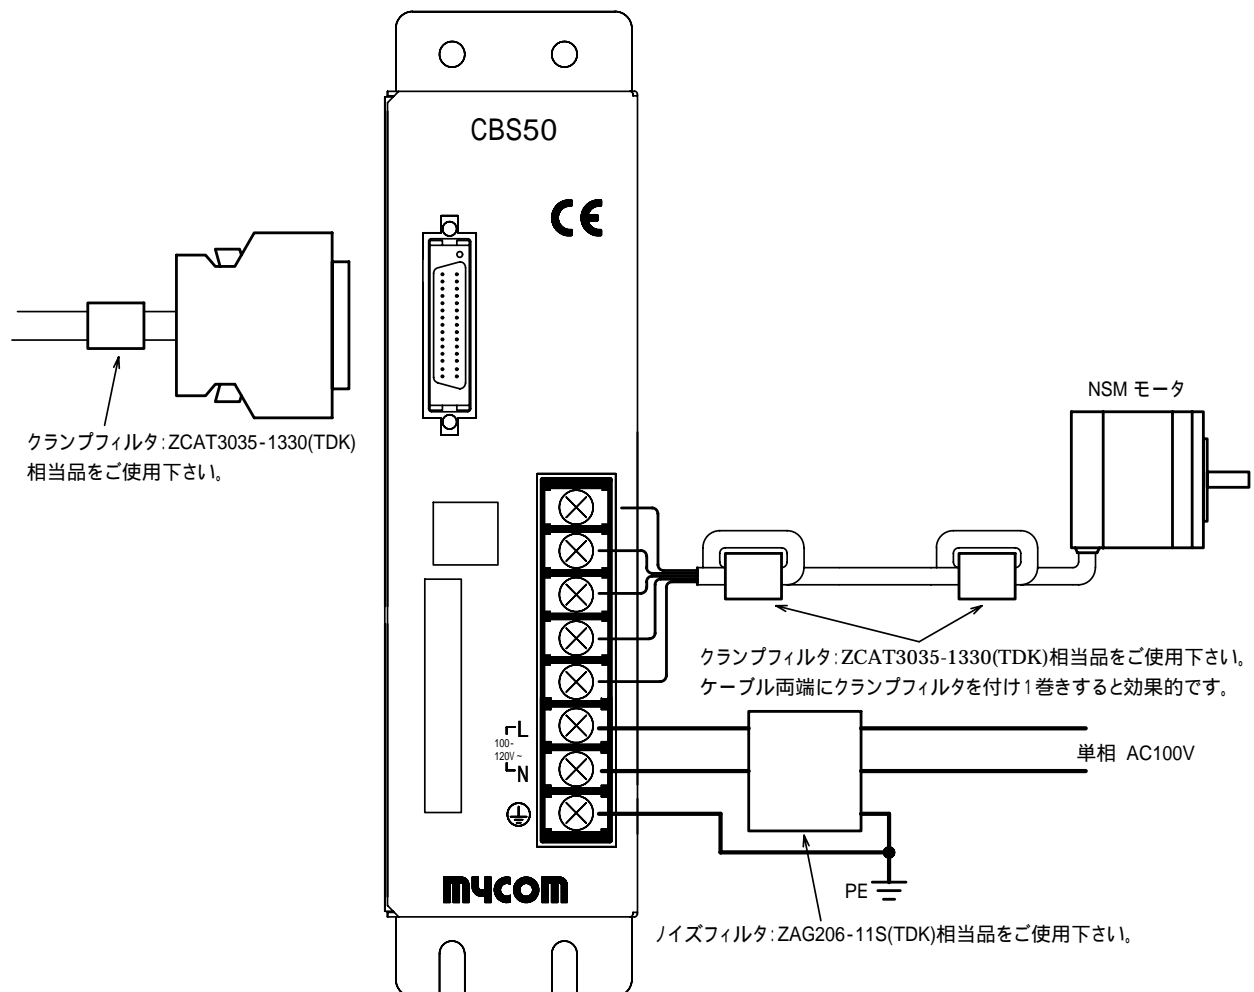 CBS50
CE
クランプフィルタ:ZCAT3035-1330(TDK)
相当品をご使用下さい。
NSM モータ
クランプフィルタ:ZCAT3035-1330(TDK)相当品をご使用下さい。
ケーブル両端にクランプフィルタを付け1巻きすると効果的です。
L
100-
120V~
N
単相 AC100V
PE
mycom
ノイズフィルタ:ZAG206-11S(TDK)相当品をご使用下さい。